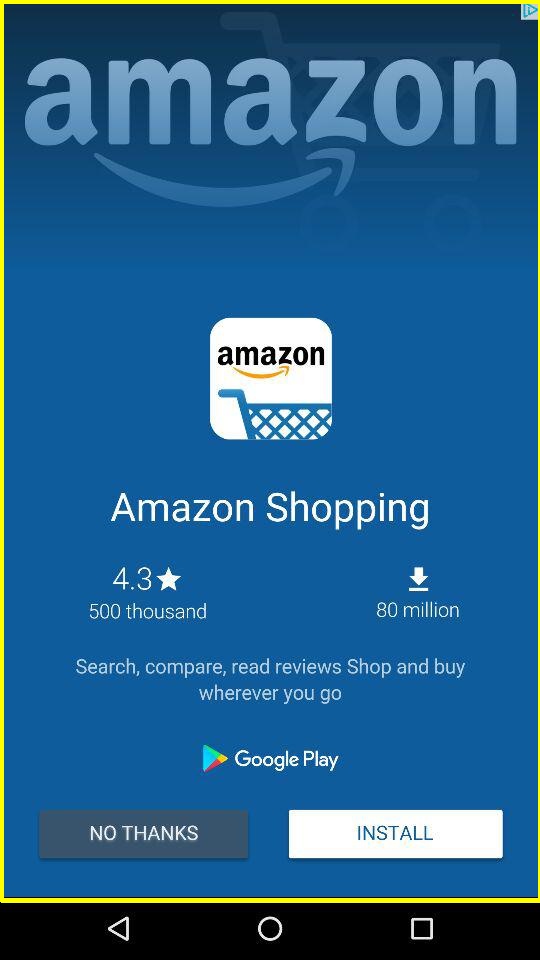 amazon
amazon
Amazon Shopping
4.3
500 thousand
80 million
Search, compare, read reviews Shop and buy
wherever you go
Google Play
NO THANKS
INSTALL